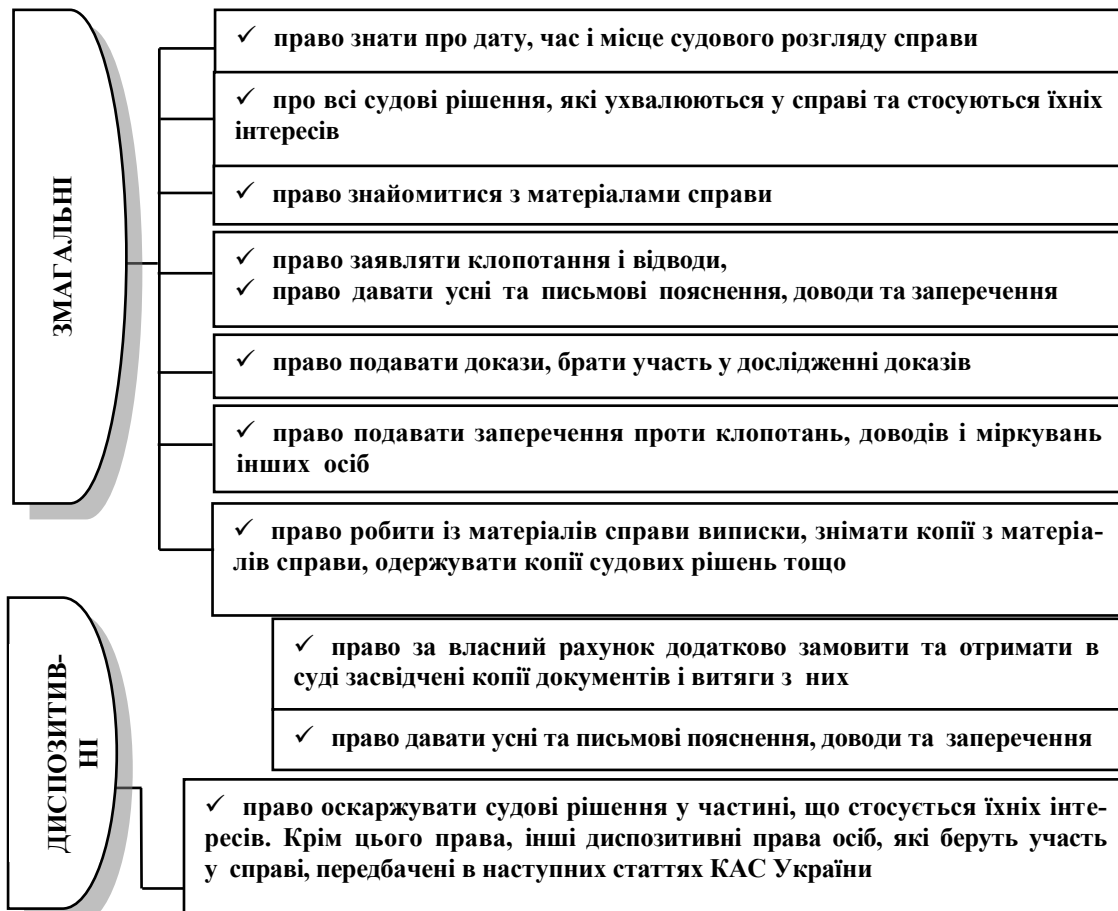 ЗМАГАЛЬНІ
✓ право знати про дату, час і місце судового розгляду справи
✓ про всі судові рішення, які ухвалюються у справі та стосуються їхніх
інтересів
✓ право знайомитися з матеріалами справи
✓ право заявляти клопотання і відводи,
✓ право давати усні та письмові пояснення, доводи та заперечення
✓ право подавати докази, брати участь у дослідженні доказів
✓ право подавати заперечення проти клопотань, доводів і міркувань
інших осіб
✓ право робити із матеріалів справи виписки, знімати копії з матеріа-
лів справи, одержувати копії судових рішень тощо
✓ право за власний рахунок додатково замовити та отримати в
суді засвідчені копії документів і витяги з них
✓ право давати усні та письмові пояснення, доводи та заперечення
ДИСПОЗИТИВ-
НІ
✓ право оскаржувати судові рішення у частині, що стосується їхніх інте-
ресів. Крім цього права, інші диспозитивні права осіб, які беруть участь
у справі, передбачені в наступних статтях КАС України